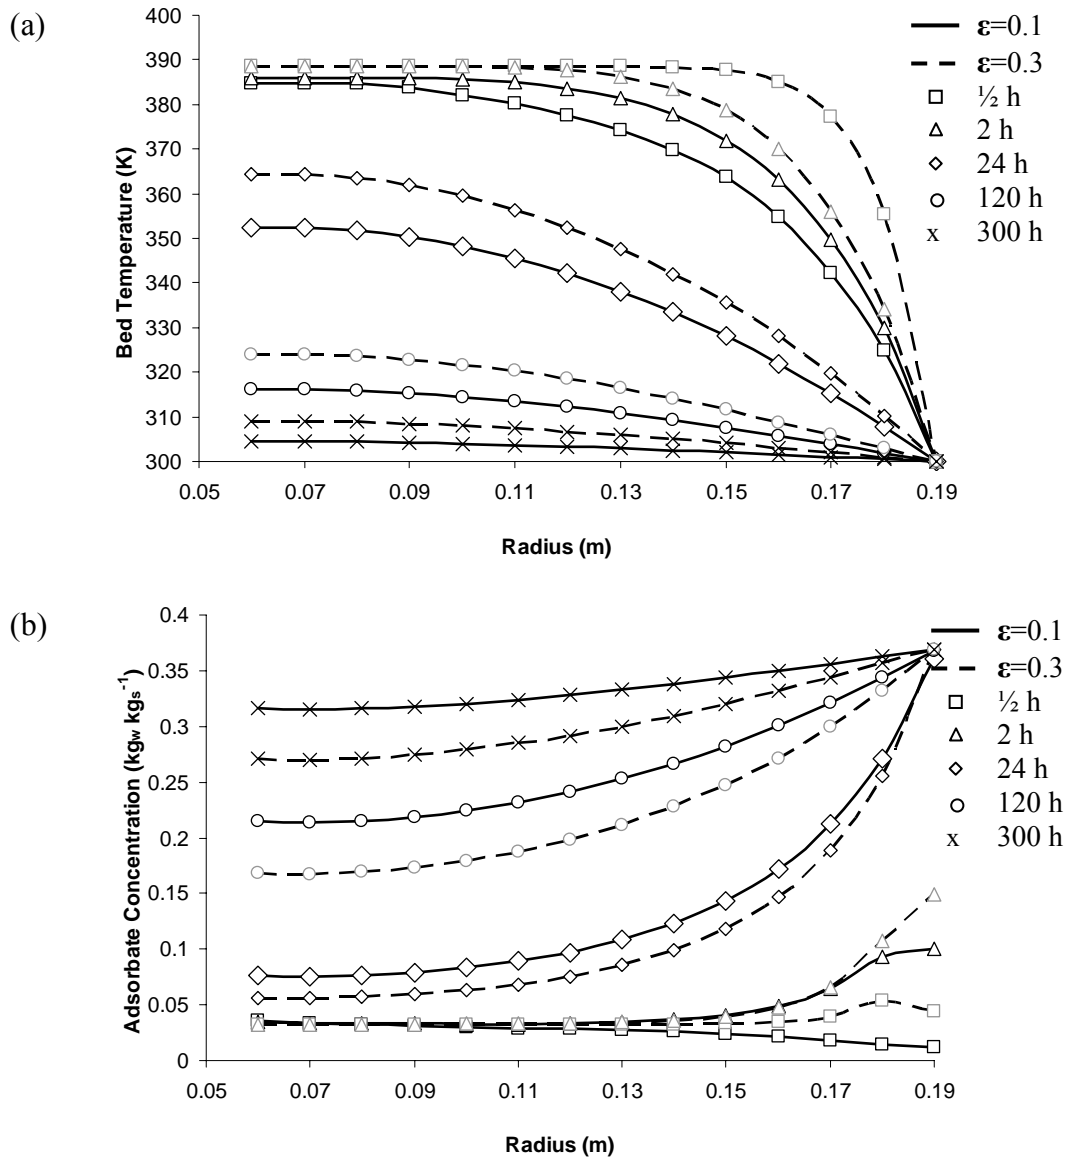 (a)
400
390
380
370
360
350
340
330
320
310
300
Bed Temperature (K)
0.05 0.07 0.09 0.11 0.13 0.15 0.17 0.19
Radius (m)
ε=0.1
ε=0.3
½ h
2 h
24 h
120 h
x 300 h
(b)
0.4
0.35
0.3
0.25
0.2
0.15
0.1
0.05
0
Adsorbate Concentration (kgw kgs-1)
0.05 0.07 0.09 0.11 0.13 0.15 0.17 0.19
Radius (m)
ε=0.1
ε=0.3
½ h
2 h
24 h
120 h
x 300 h